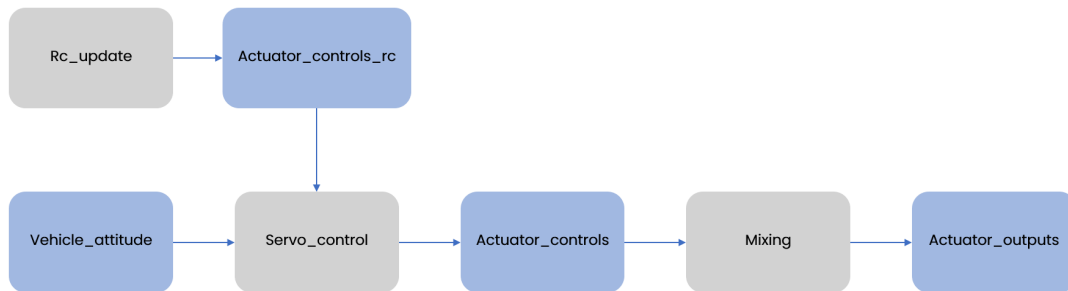 Rc_update
Actuator_controls_rc
Vehicle_attitude
Servo_control
Actuator_controls
Mixing
Actuator_outputs